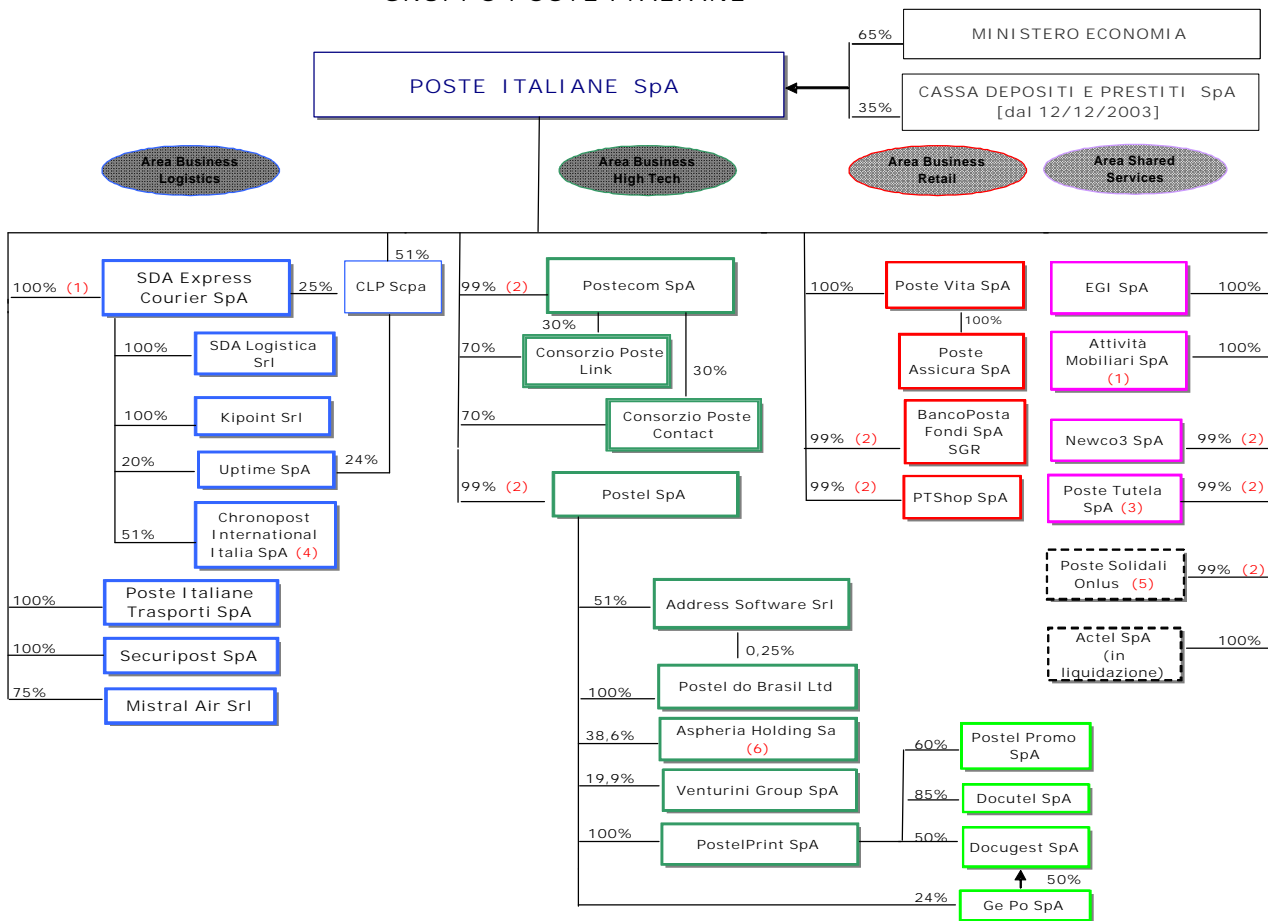 GRUPPO POSTE ITALIANE
65%
MINISTERO ECONOMIA
POSTE ITALIANE SpA
35%
CASSA DEPOSITI E PRESTITI SpA
[dal 12/12/2003]
Area Business
Logistics
Area Business
High Tech
Area Business
Retail
Area Shared
Services
100% (1)
SDA Express
Courier SpA
25%
51%
CLP Scpa
100%
SDA Logistica
Srl
100%
Kipoint Srl
20%
Uptime SpA
24%
51%
Chronopost
International
Italia SpA (4)
100%
Poste Italiane
Trasporti SpA
100%
Securipost SpA
75%
Mistral Air Srl
99% (2)
Postecom SpA
30%
70%
Consorzio Poste
Link
30%
70%
Consorzio Poste
Contact
99% (2)
Postel SpA
51%
Address Software Srl
0,25%
100%
Postel do Brasil Ltd
38,6%
Aspheria Holding Sa
(6)
19,9%
Venturini Group SpA
100%
PostelPrint SpA
60%
Postel Promo
SpA
85%
Docutel SpA
50%
Docugest SpA
50%
24%
Ge Po SpA
100%
Poste Vita SpA
100%
Poste
Assicura SpA
99% (2)
BancoPosta
Fondi SpA
SGR
99% (2)
PTShop SpA
EGI SpA
100%
Attività
Mobiliari SpA
(1)
100%
Newco3 SpA
99% (2)
Poste Tutela
SpA (3)
99% (2)
Poste Solidali
Onlus (5)
99% (2)
Actel SpA
(in
liquidazione)
100%